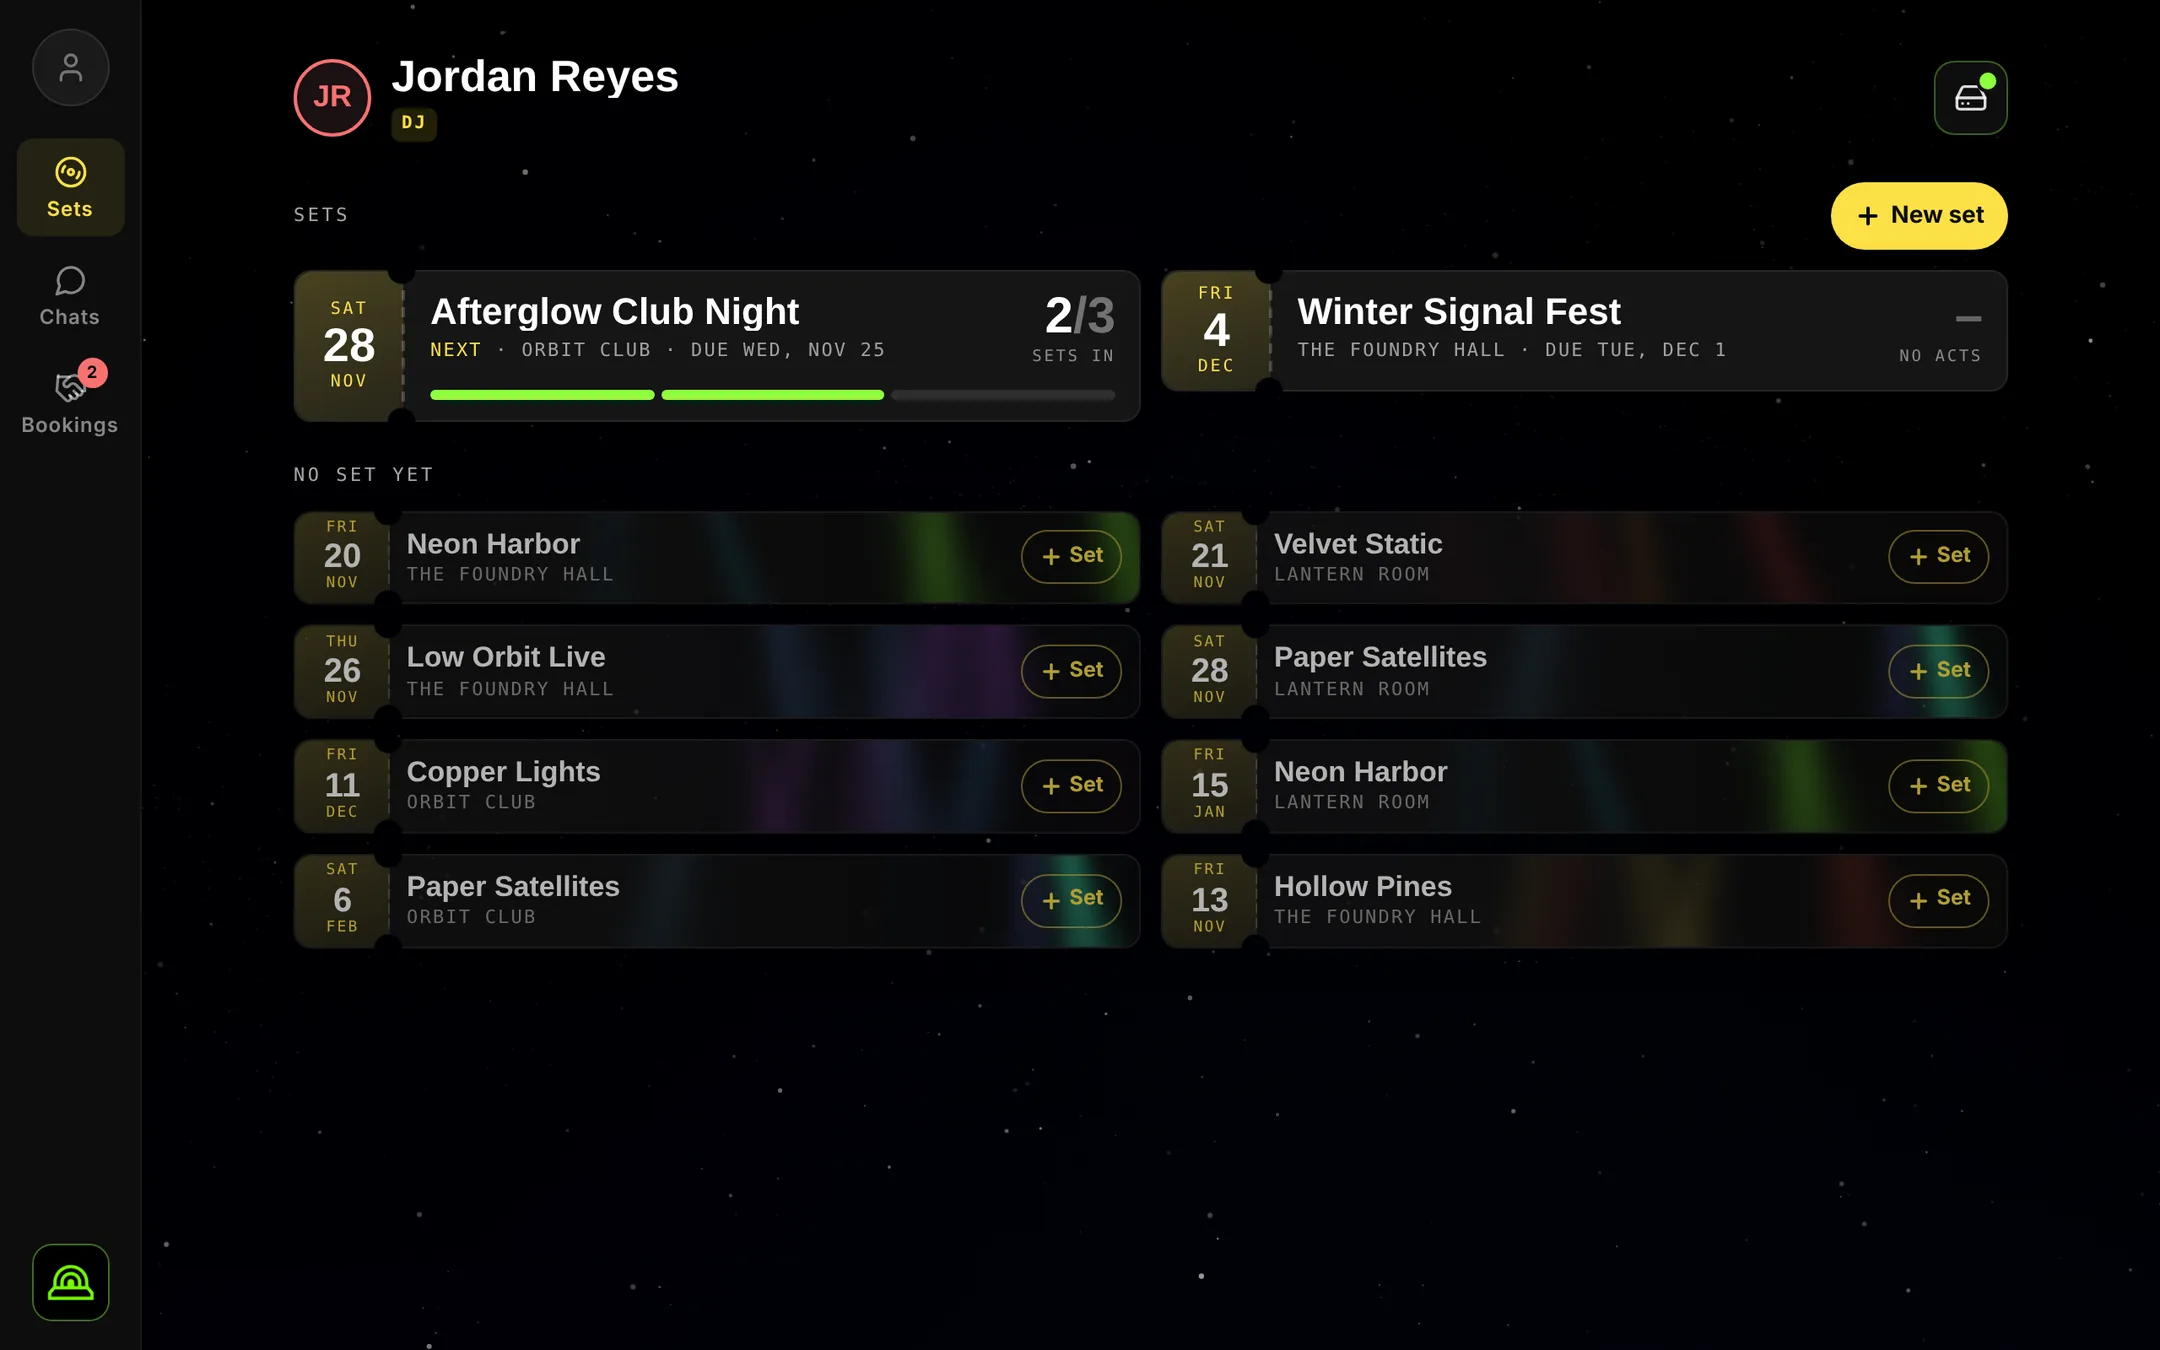 Jordan Reyes
JR
DJ
Sets
Chats
2
Bookings
SETS
+ New set
SAT
28
NOV
Afterglow Club Night
NEXT · ORBIT CLUB · DUE WED, NOV 25
2/3
SETS IN
FRI
4
DEC
Winter Signal Fest
THE FOUNDRY HALL · DUE TUE, DEC 1
–
NO ACTS
NO SET YET
FRI
20
NOV
Neon Harbor
THE FOUNDRY HALL
+ Set
SAT
21
NOV
Velvet Static
LANTERN ROOM
+ Set
THU
26
NOV
Low Orbit Live
THE FOUNDRY HALL
+ Set
SAT
28
NOV
Paper Satellites
LANTERN ROOM
+ Set
FRI
11
DEC
Copper Lights
ORBIT CLUB
+ Set
FRI
15
JAN
Neon Harbor
LANTERN ROOM
+ Set
SAT
6
FEB
Paper Satellites
ORBIT CLUB
+ Set
FRI
13
NOV
Hollow Pines
THE FOUNDRY HALL
+ Set